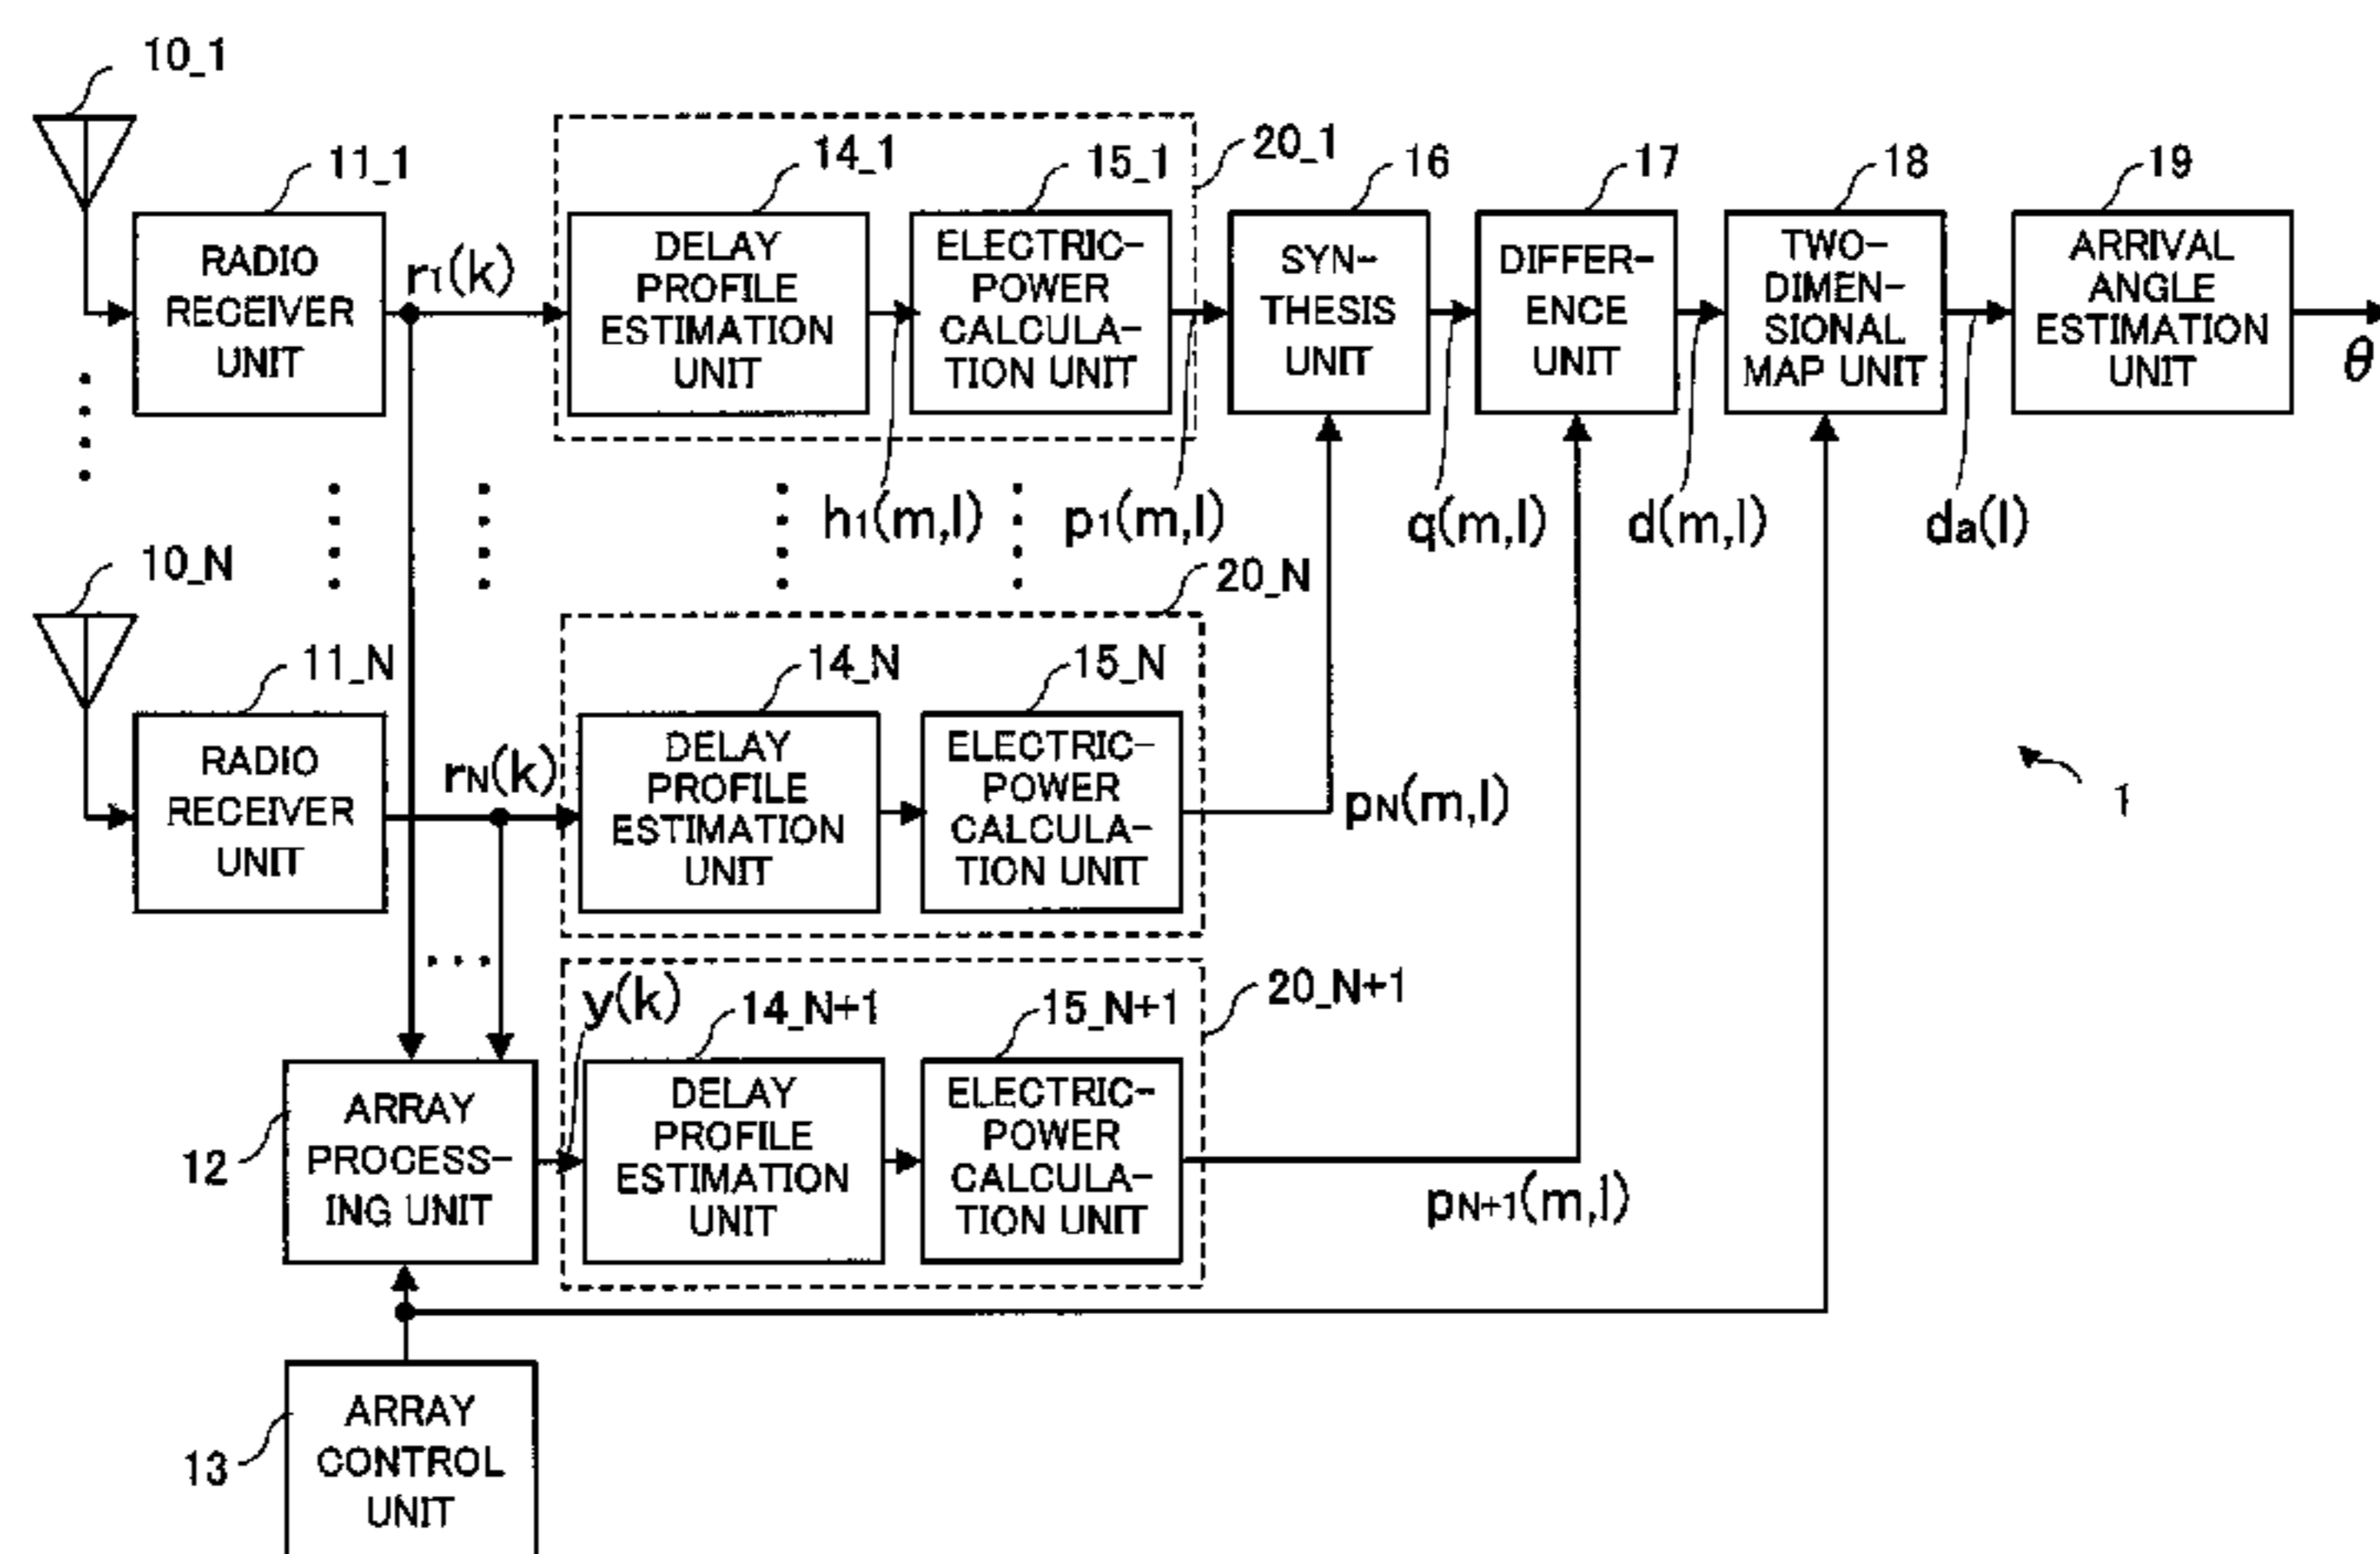 10_1
11_1
14_1
15_1
20_1
16
17
18
19
RADIO
RECEIVER
UNIT
r1(k)
DELAY
PROFILE
ESTIMATION
UNIT
ELECTRIC-
POWER
CALCULA-
TION UNIT
SYN-
THESIS
UNIT
DIFFER-
ENCE
UNIT
TWO-
DIMEN-
SIONAL
MAP UNIT
ARRIVAL
ANGLE
ESTIMATION
UNIT
θ
h1(m,l)
p1(m,l)
q(m,l)
d(m,l)
da(l)
10_N
20_N
11_N
14_N
15_N
RADIO
RECEIVER
UNIT
rN(k)
DELAY
PROFILE
ESTIMATION
UNIT
ELECTRIC-
POWER
CALCULA-
TION UNIT
pN(m,l)
1
y(k)
14_N+1
15_N+1
20_N+1
12
ARRAY
PROCESS-
ING UNIT
DELAY
PROFILE
ESTIMATION
UNIT
ELECTRIC-
POWER
CALCULA-
TION UNIT
pN+1(m,l)
13
ARRAY
CONTROL
UNIT